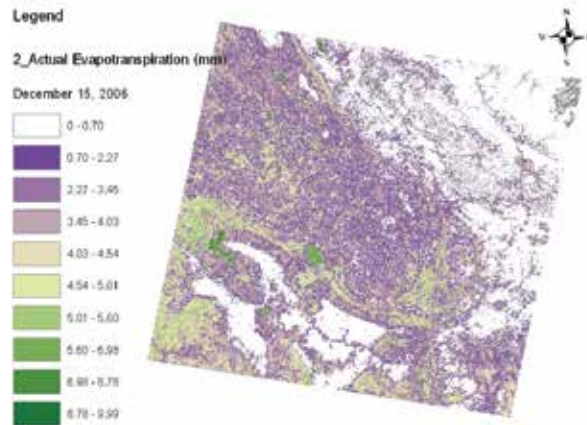 Legend
2_Actual Evapotranspiration (mm)
December 15, 2006
0 - 0.70
0.70 - 2.27
2.27 - 3.45
3.45 - 4.03
4.03 - 4.54
4.54 - 5.01
5.01 - 5.60
5.60 - 6.98
6.98 - 8.78
8.78 - 9.99
N
S